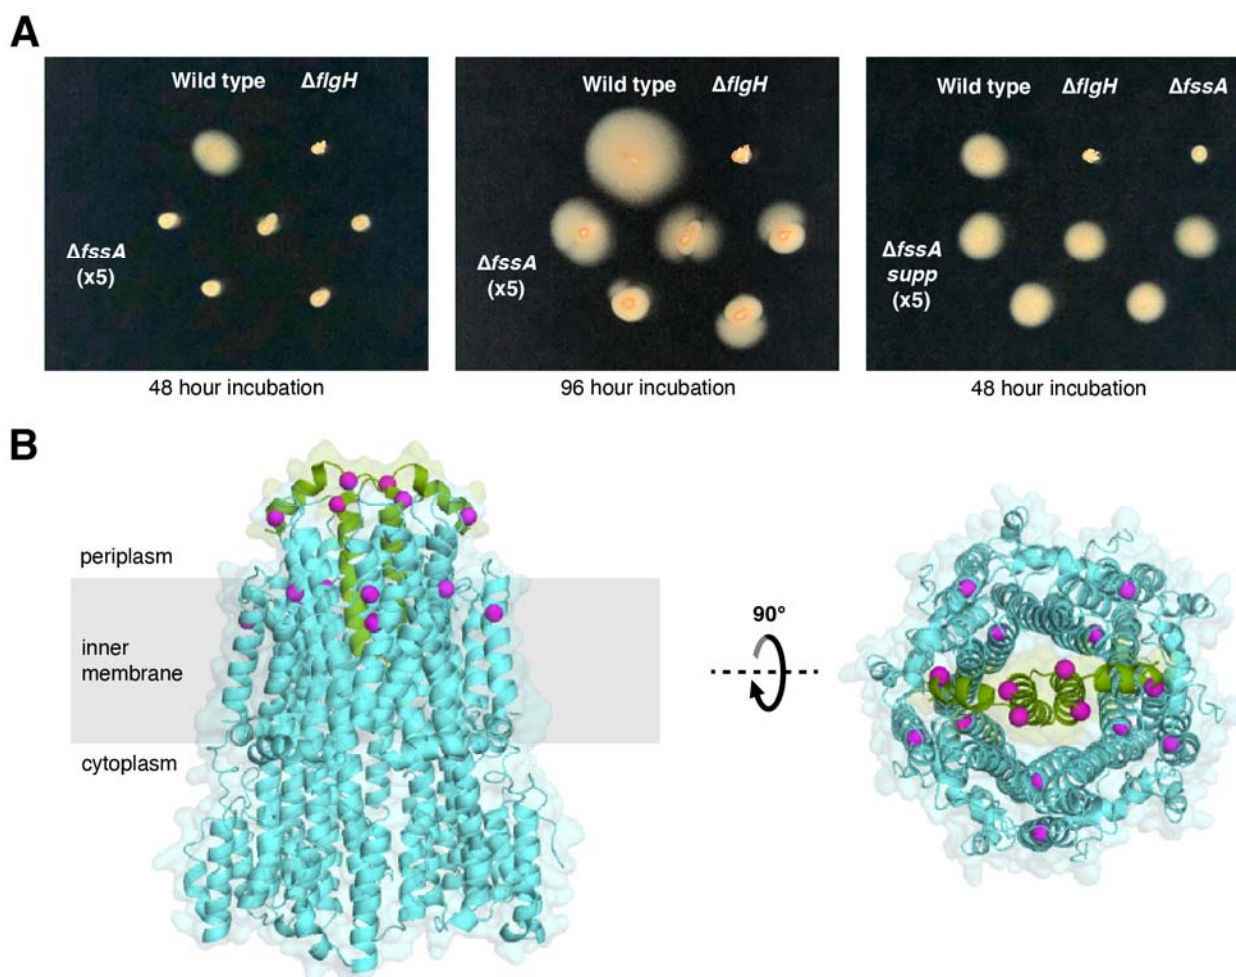 A
Wild type ΔflgH
ΔfssA
(x5)
48 hour incubation
Wild type ΔflgH
ΔfssA
(x5)
96 hour incubation
Wild type ΔflgH ΔfssA
ΔfssA
supp
(x5)
48 hour incubation
B
periplasm
inner
membrane
cytoplasm
90°